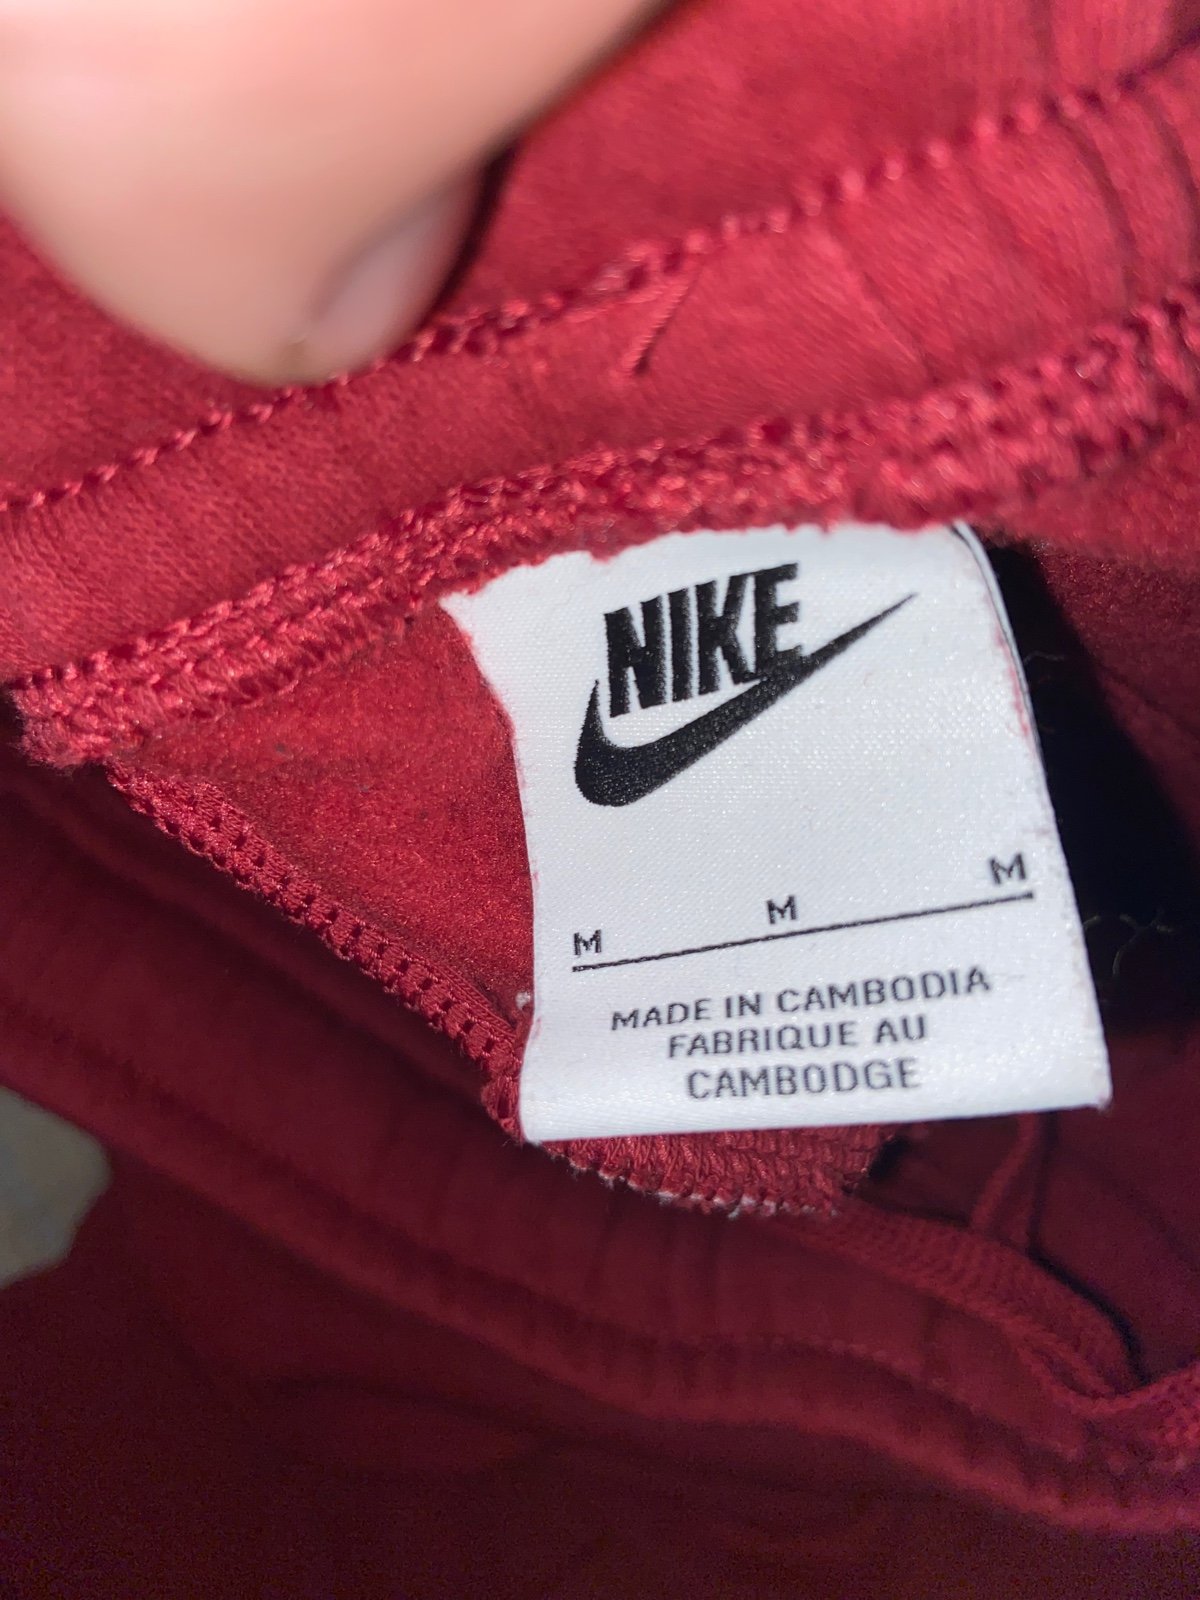 NIKE
M M M
MADE IN CAMBODIA
FABRIQUE AU
CAMBODGE